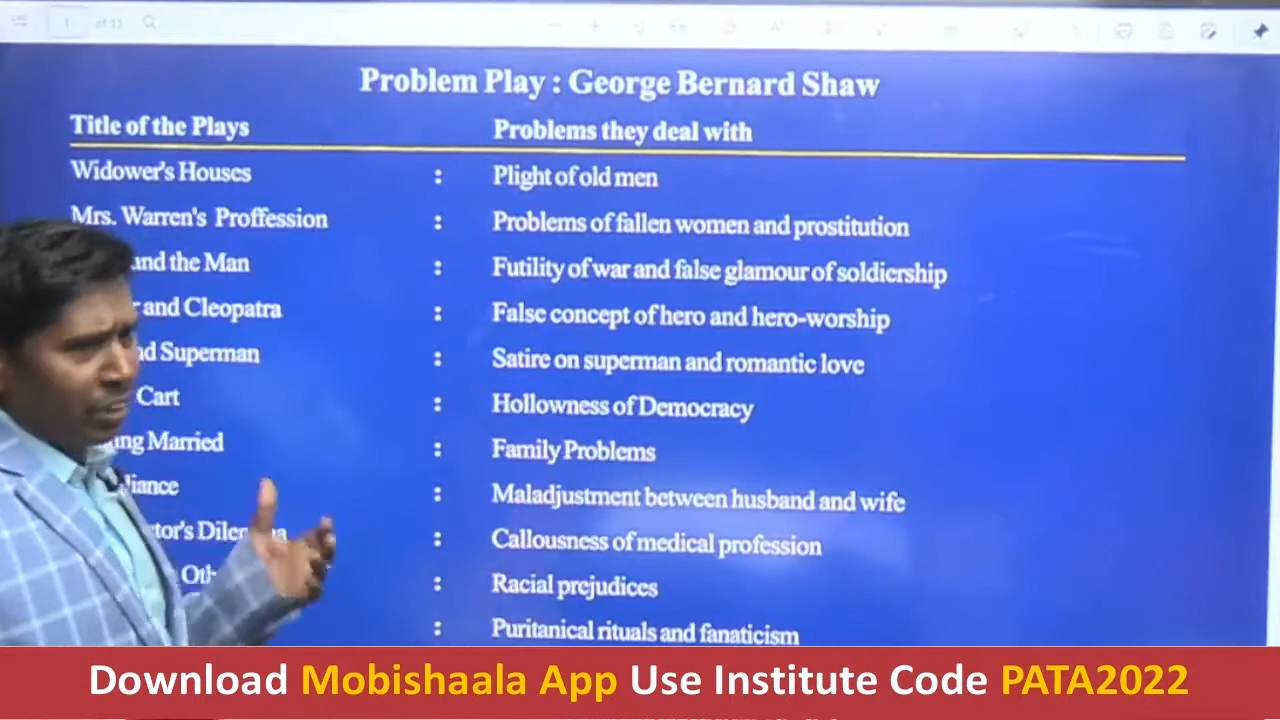 1 of 13
Problem Play : George Bernard Shaw
Title of the Plays Problems they deal with
Widower's Houses : Plight of old men
Mrs. Warren's Proffession : Problems of fallen women and prostitution
and the Man : Futility of war and false glamour of soldiership
and Cleopatra : False concept of hero and hero-worship
Superman : Satire on superman and romantic love
Cart : Hollowness of Democracy
Married : Family Problems
: Maladjustment between husband and wife
: Callousness of medical profession
: Racial prejudices
: Puritanical rituals and fanaticism
Download Mobishaala App Use Institute Code PATA2022